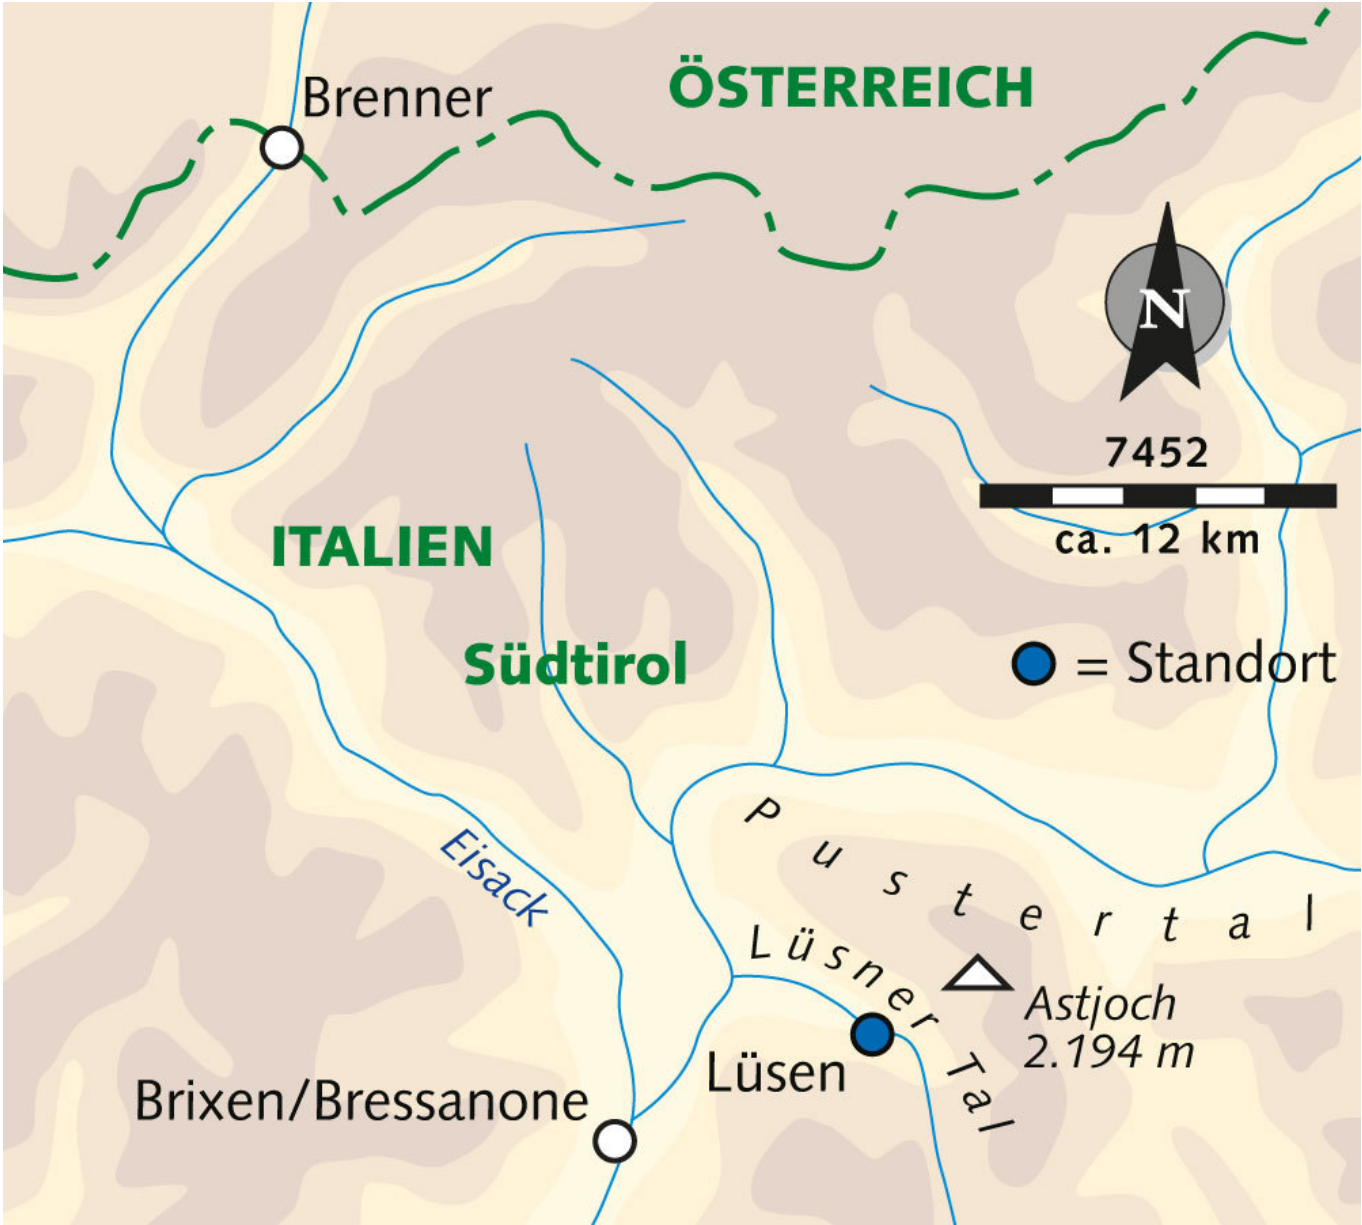 Brenner
ÖSTERREICH
N
7452
ca. 12 km
ITALIEN
Südtirol
= Standort
Eisack
Pustertal
Lüsner Tal
Astjoch
2.194 m
Lüsen
Brixen/Bressanone